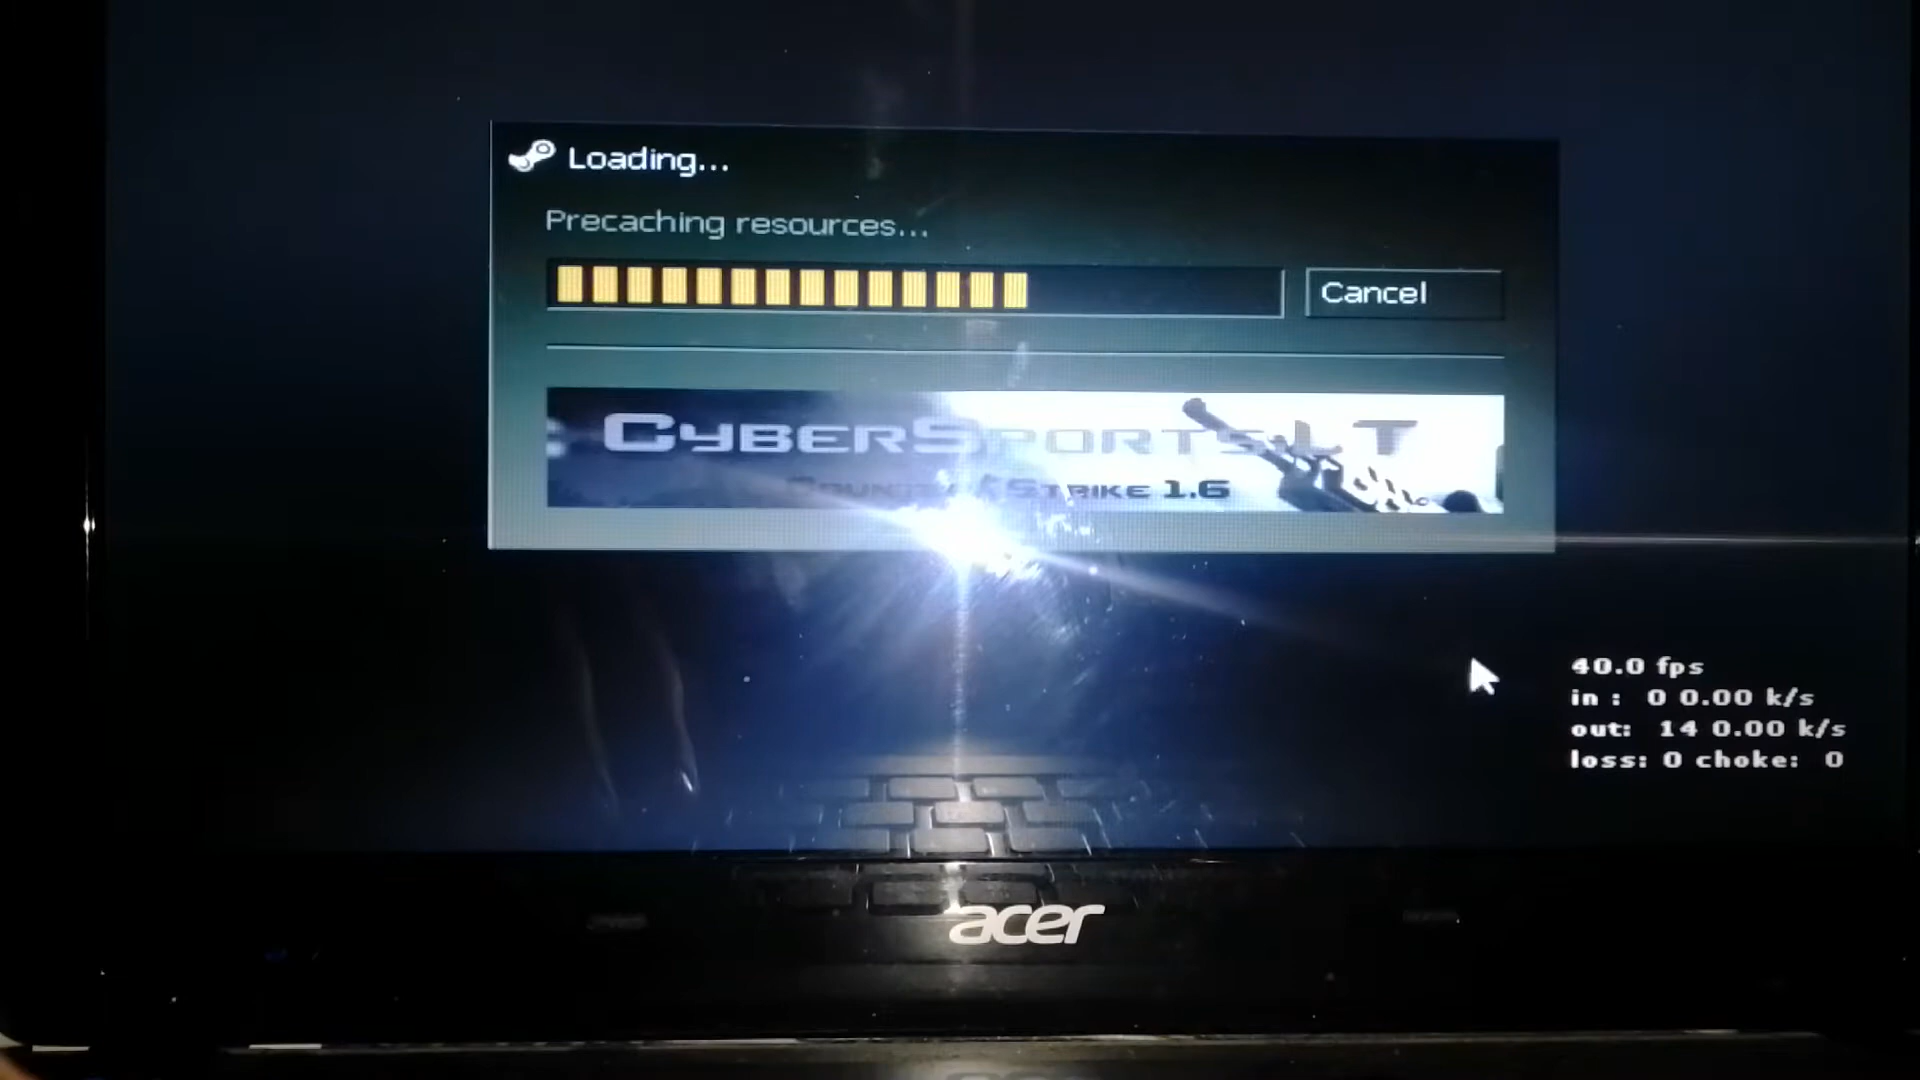 Loading...
Precaching resources...
Cancel
CYBERSPORTS.LT
STRIKE 1.6
40.0 fps
in : 0 0.00 k/s
out: 14 0.00 k/s
loss: 0 choke: 0
acer